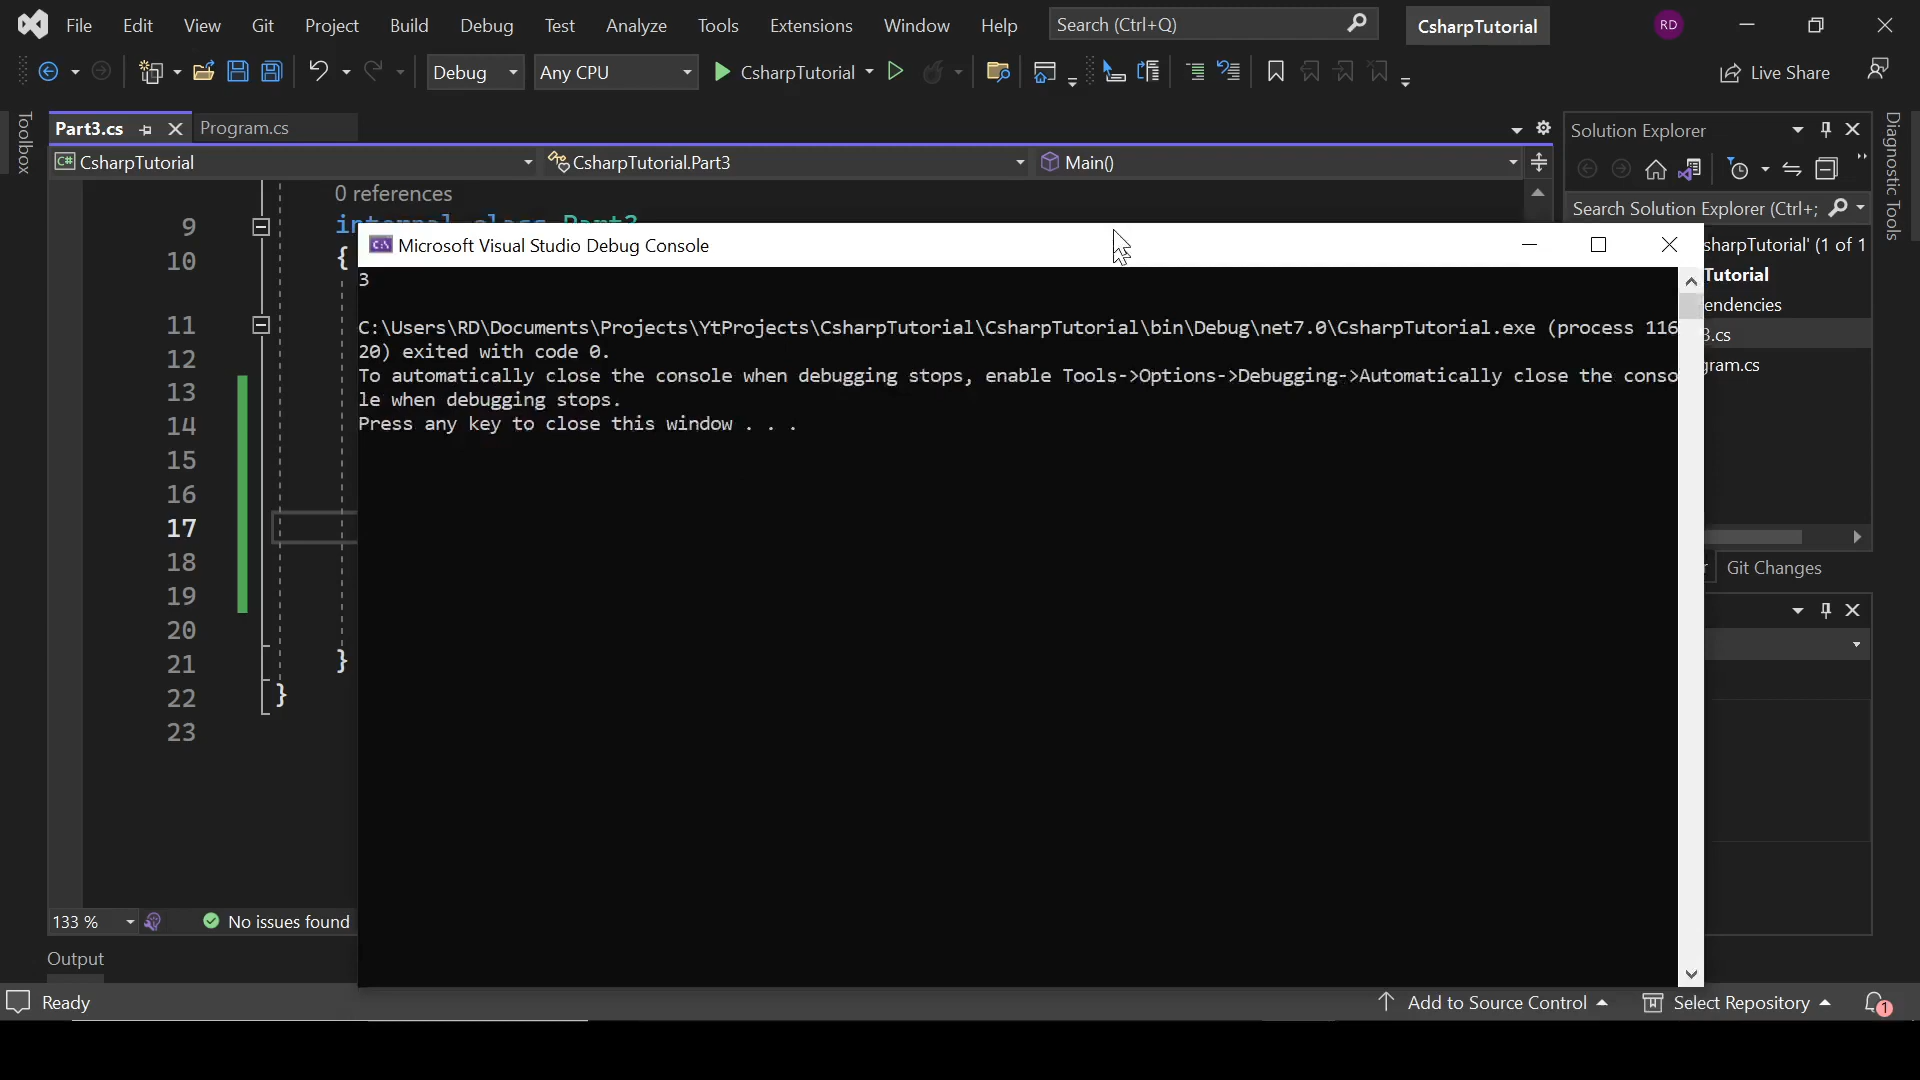 File Edit View Git Project Build Debug Test Analyze Tools Extensions Window Help Search (Ctrl+Q) CsharpTutorial RD
Debug Any CPU CsharpTutorial Live Share
Toolbox
Part3.cs Program.cs
C# CsharpTutorial CsharpTutorial.Part3 Main()
0 references
9
10 {
11
12
13
14
15
16
17
18
19
20
21 }
22 }
23
Microsoft Visual Studio Debug Console
3
C:\Users\RD\Documents\Projects\YtProjects\CsharpTutorial\CsharpTutorial\bin\Debug\net7.0\CsharpTutorial.exe (process 116
20) exited with code 0.
To automatically close the console when debugging stops, enable Tools->Options->Debugging->Automatically close the conso
le when debugging stops.
Press any key to close this window . . .
Solution Explorer
Search Solution Explorer (Ctrl+;
sharpTutorial' (1 of 1
Tutorial
endencies
3.cs
gram.cs
Git Changes
Diagnostic Tools
133 % No issues found
Output
Ready Add to Source Control Select Repository 1